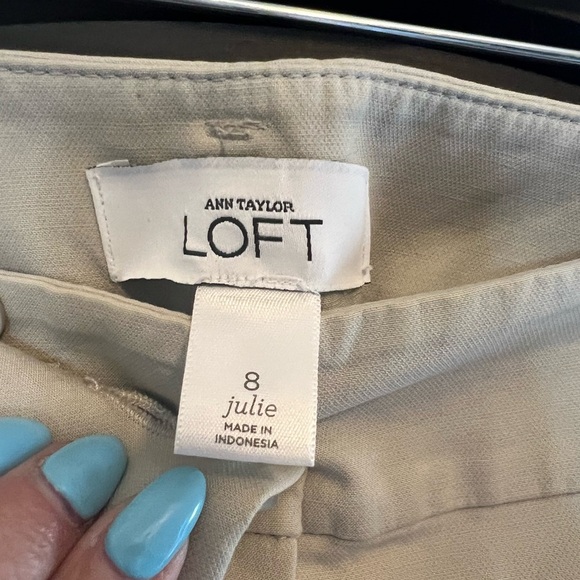 ANN TAYLOR
LOFT
8
julie
MADE IN
INDONESIA